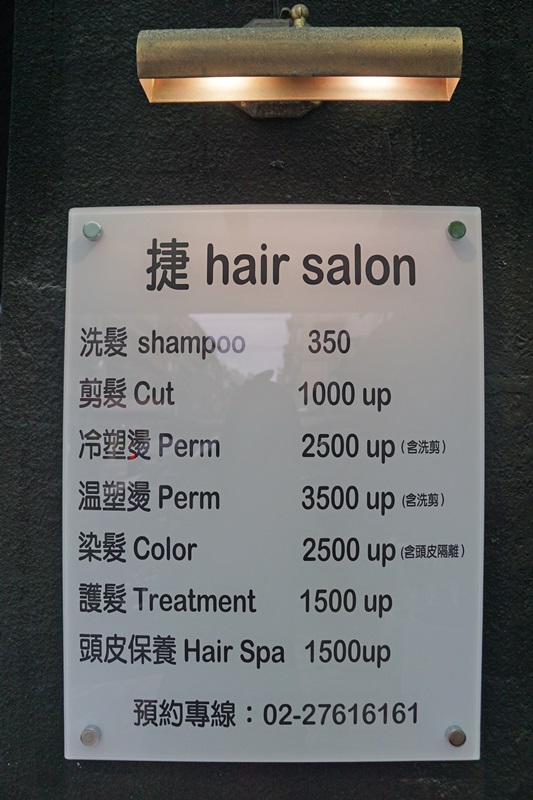 捷 hair salon
洗髮 shampoo 350
剪髮 Cut 1000 up
冷塑燙 Perm 2500 up (含洗剪)
温塑燙 Perm 3500 up (含洗剪)
染髮 Color 2500 up (含頭皮隔離)
護髮 Treatment 1500 up
頭皮保養 Hair Spa 1500up
預約專線：02-27616161